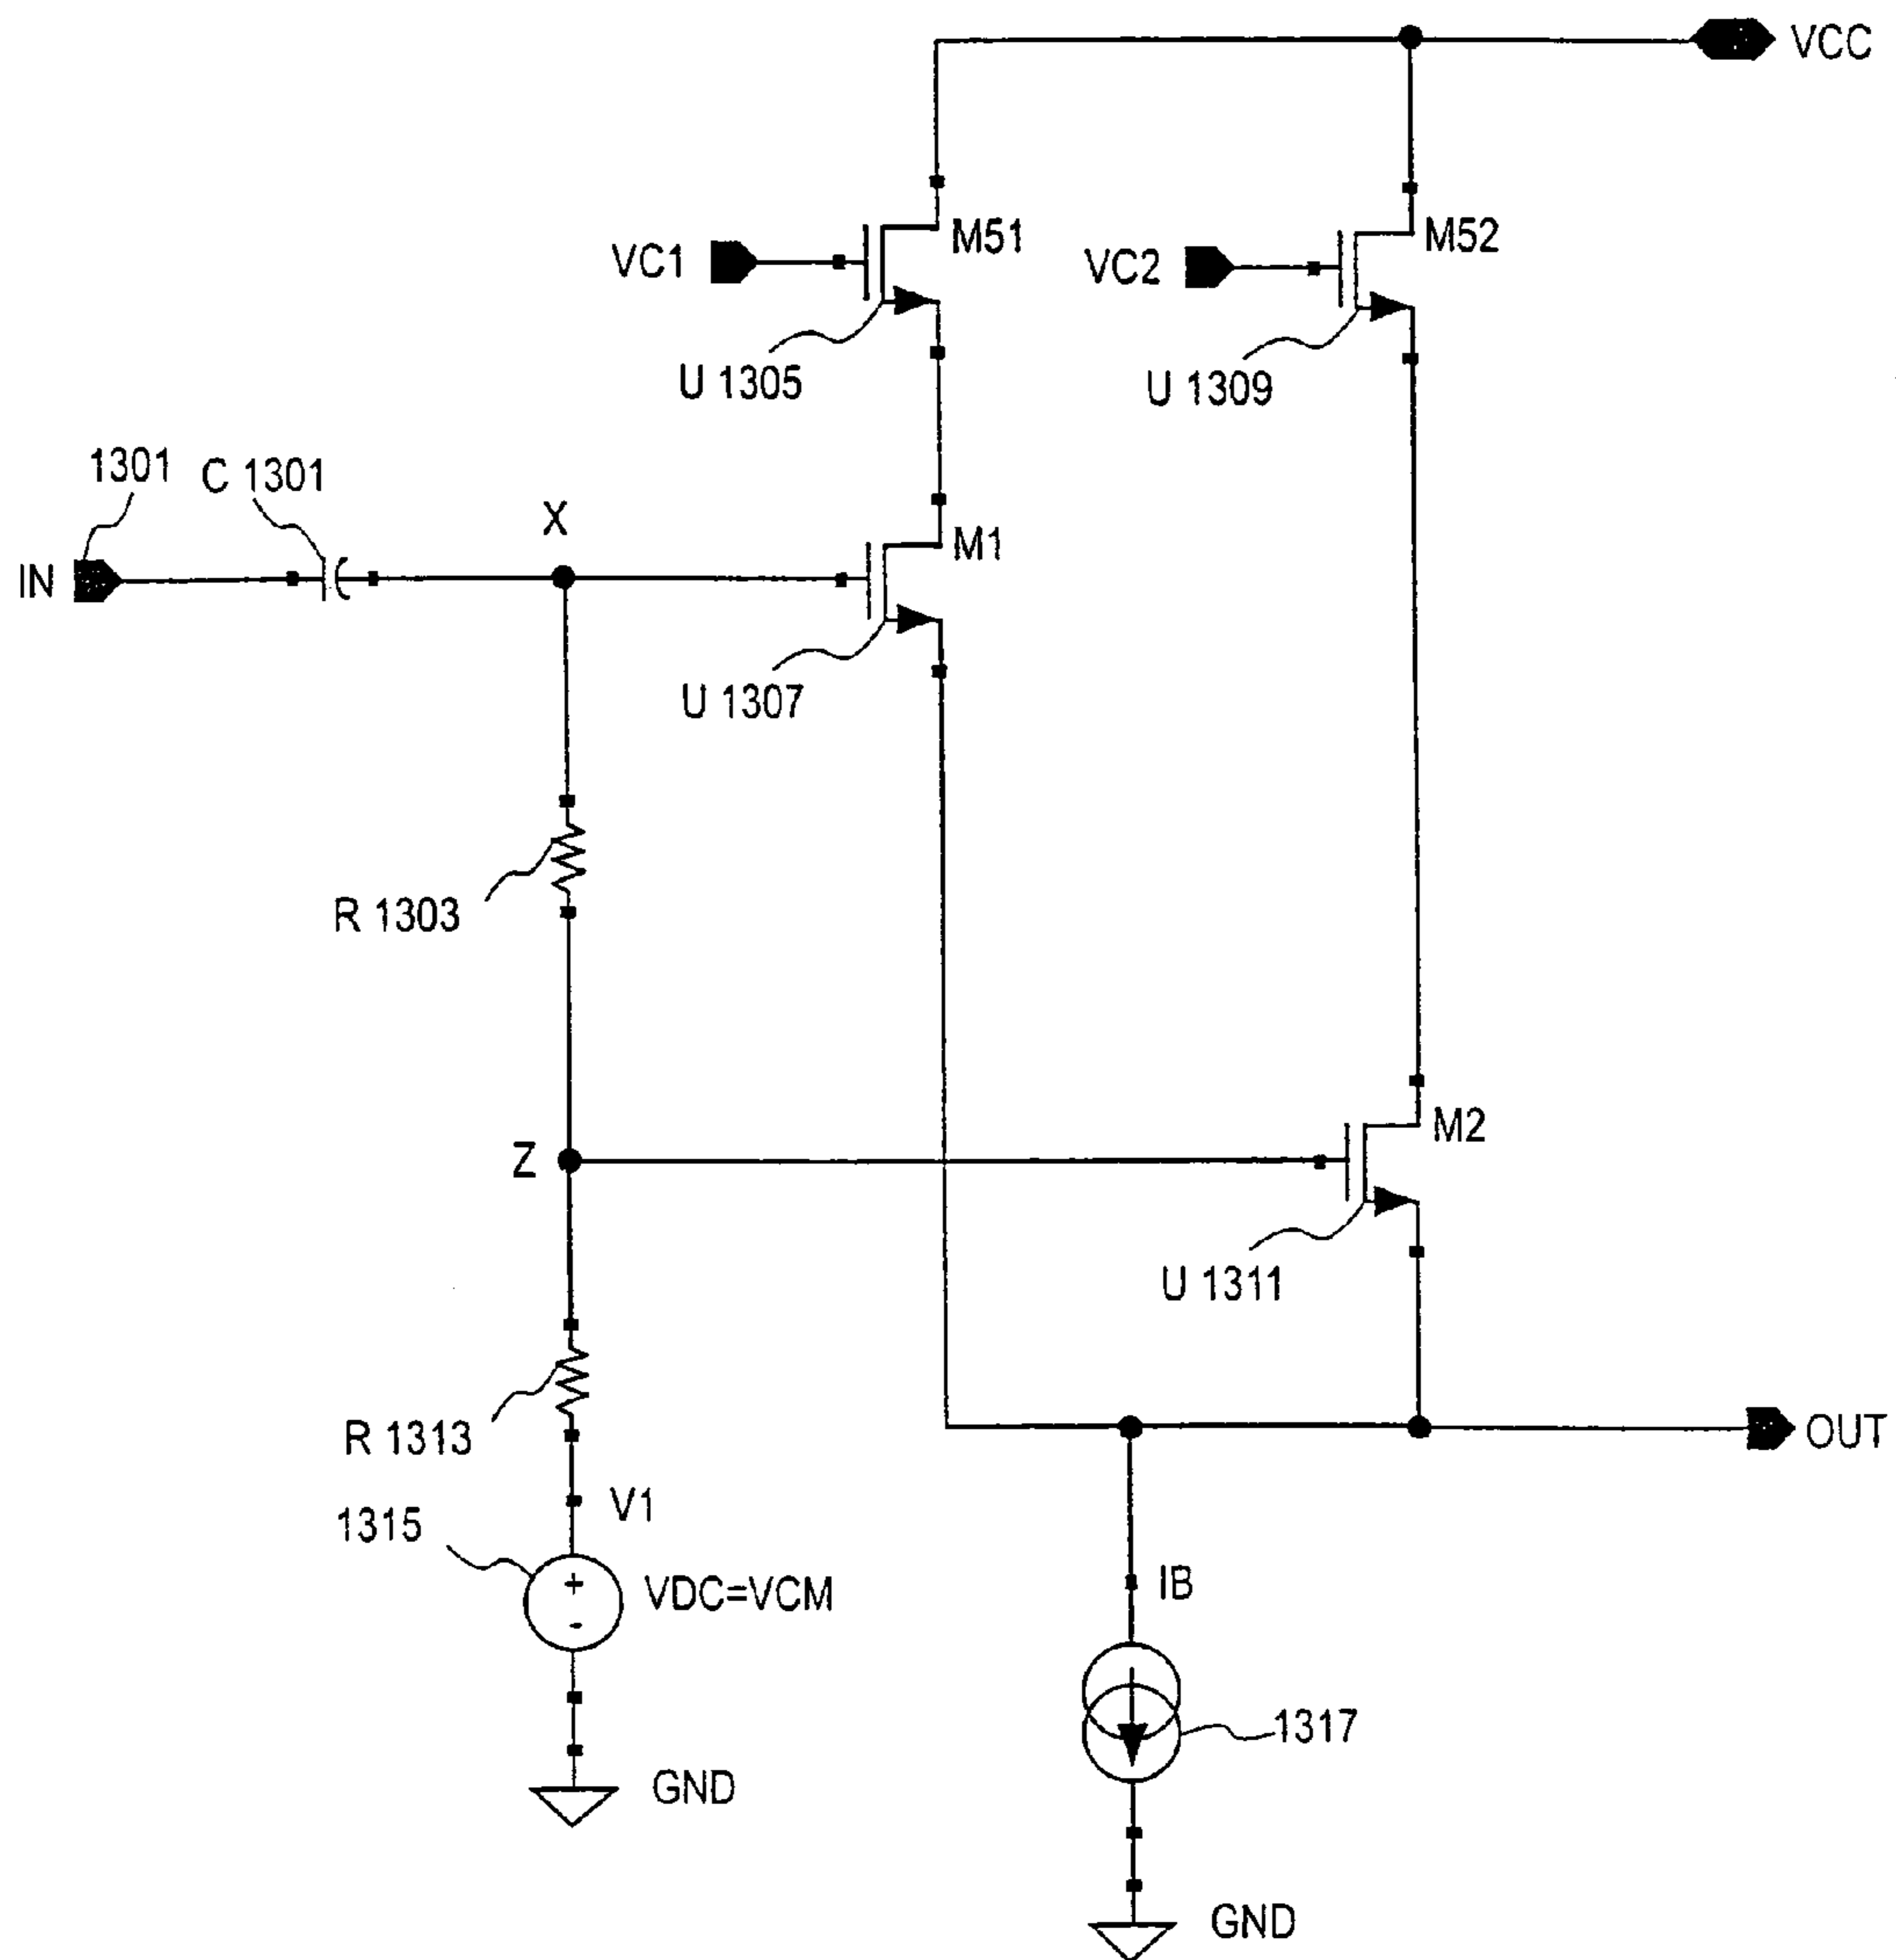 VCC
M51
VC1
M52
VC2
U 1305
U 1309
1301
C 1301
X
M1
IN
U 1307
R 1303
M2
Z
U 1311
R 1313
OUT
V1
1315
VDC=VCM
+
-
IB
1317
GND
GND